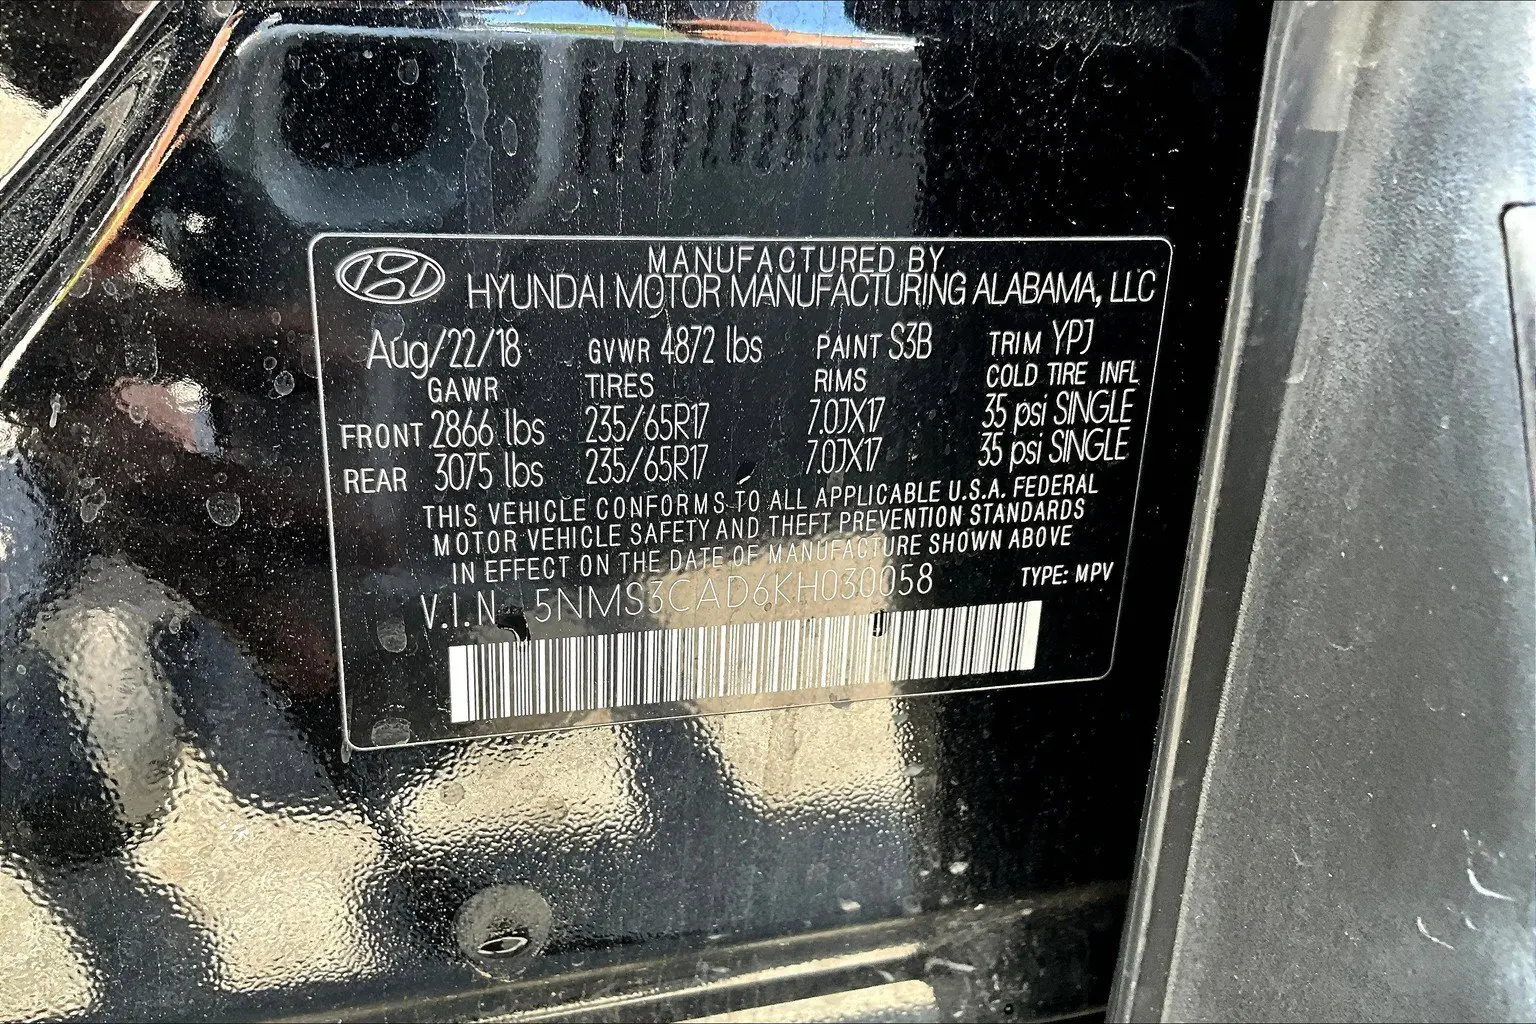 MANUFACTURED BY
HYUNDAI MOTOR MANUFACTURING ALABAMA, LLC
Aug/22/18 GVWR 4872 lbs PAINT S3B TRIM YPJ
GAWR TIRES RIMS COLD TIRE INFL
FRONT 2866 lbs 235/65R17 7.0JX17 35 psi SINGLE
REAR 3075 lbs 235/65R17 7.0JX17 35 psi SINGLE
THIS VEHICLE CONFORMS TO ALL APPLICABLE U.S.A. FEDERAL
MOTOR VEHICLE SAFETY AND THEFT PREVENTION STANDARDS
IN EFFECT ON THE DATE OF MANUFACTURE SHOWN ABOVE
V.I.N 5NMS3CAD6KH030058 TYPE: MPV